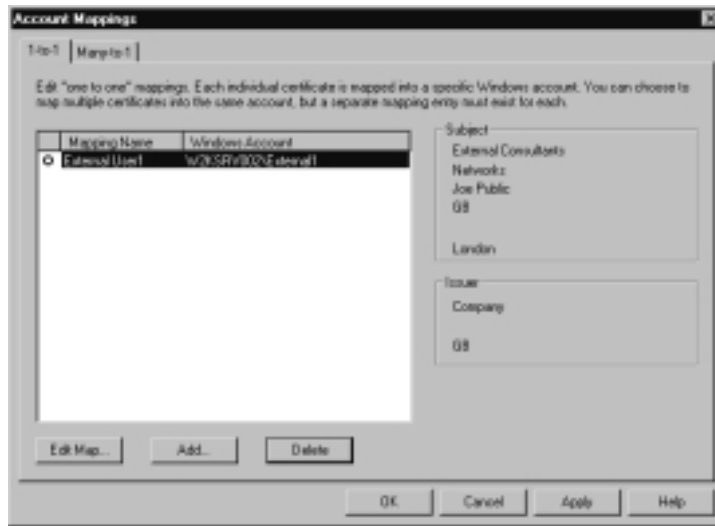 Account Mappings
1-to-1 Many-to-1
Edit "one to one" mappings. Each individual certificate is mapped into a specific Windows account. You can choose to
map multiple certificates into the same account, but a separate mapping entry must exist for each.
Mapping Name Windows Account
External User1 W2KSRV002\External1
Subject
External Consultants
Networks
Joe Public
GB
London
Issuer
Company
GB
Edit Map... Add... Delete
OK Cancel Apply Help